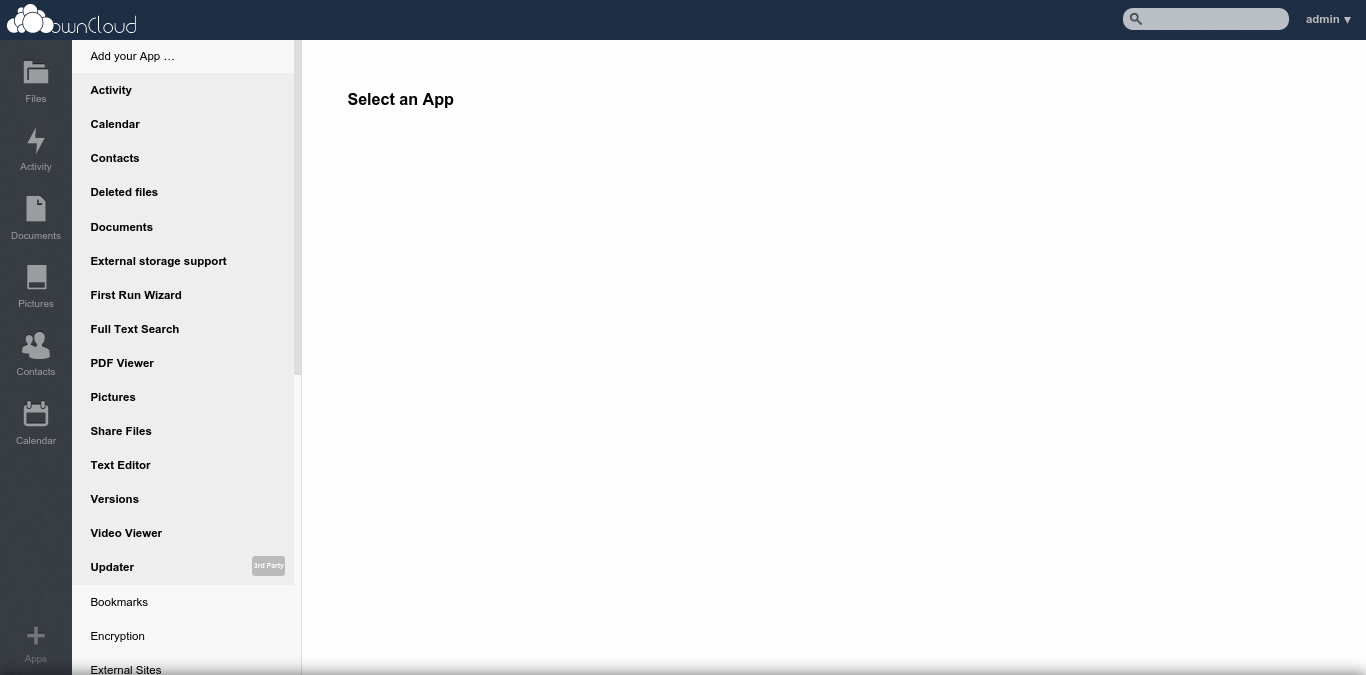 ownCloud
admin ▼
Files
Activity
Documents
Pictures
Contacts
Calendar
Apps
Add your App …
Activity
Calendar
Contacts
Deleted files
Documents
External storage support
First Run Wizard
Full Text Search
PDF Viewer
Pictures
Share Files
Text Editor
Versions
Video Viewer
Updater 3rd Party
Bookmarks
Encryption
External Sites
Select an App